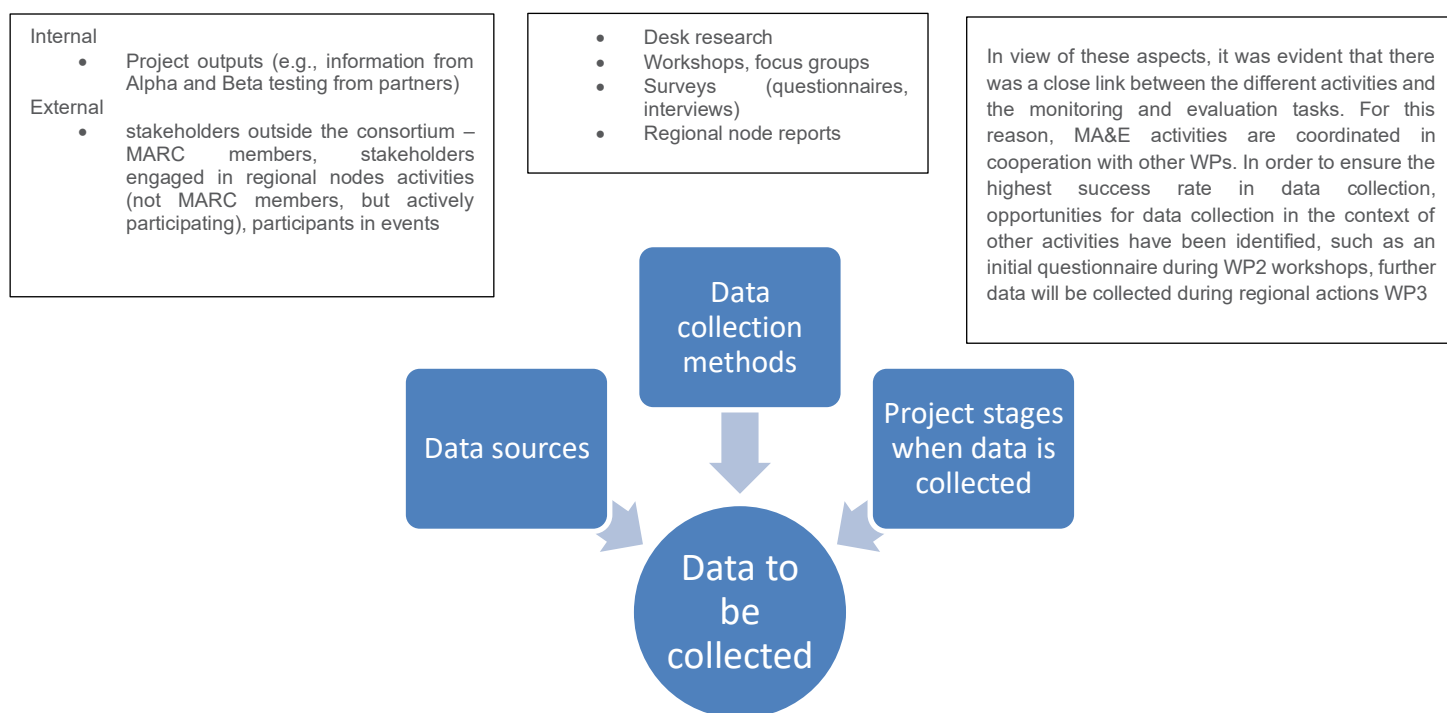 Internal
• Project outputs (e.g., information from
Alpha and Beta testing from partners)
External
• stakeholders outside the consortium –
MARC members, stakeholders
engaged in regional nodes activities
(not MARC members, but actively
participating), participants in events
• Desk research
• Workshops, focus groups
• Surveys (questionnaires,
interviews)
• Regional node reports
In view of these aspects, it was evident that there
was a close link between the different activities and
the monitoring and evaluation tasks. For this
reason, MA&E activities are coordinated in
cooperation with other WPs. In order to ensure the
highest success rate in data collection,
opportunities for data collection in the context of
other activities have been identified, such as an
initial questionnaire during WP2 workshops, further
data will be collected during regional actions WP3
Data sources
Data
collection
methods
Project stages
when data is
collected
Data to
be
collected